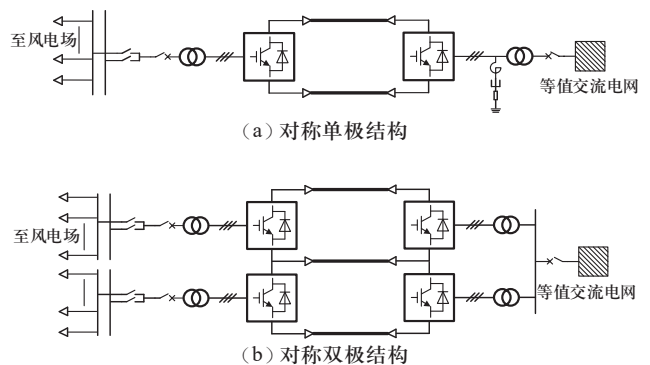 至风电场
等值交流电网
（a）对称单极结构
至风电场
等值交流电网
（b）对称双极结构